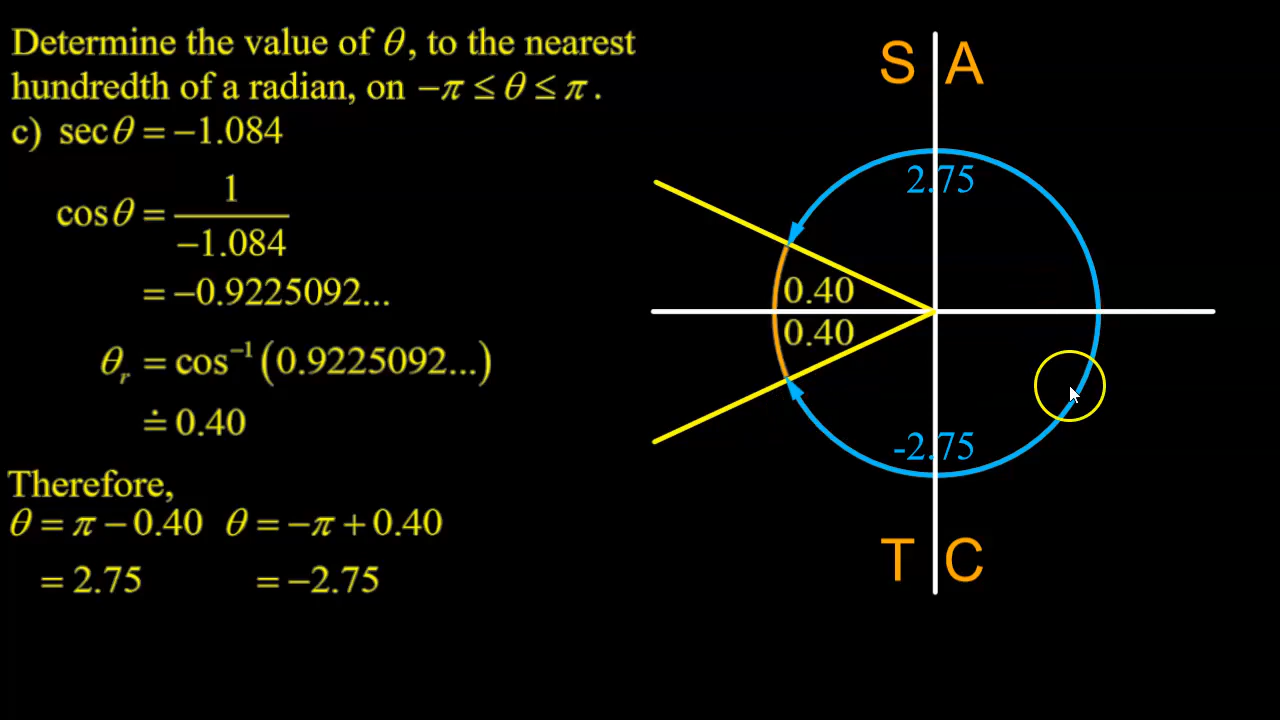 Determine the value of θ, to the nearest
hundredth of a radian, on −π ≤ θ ≤ π.
c) secθ = −1.084
cosθ = 1/−1.084
= −0.9225092...
θr = cos⁻¹(0.9225092...)
≐ 0.40
Therefore,
θ = π − 0.40 θ = −π + 0.40
= 2.75 = −2.75
S A
2.75
0.40
0.40
-2.75
T C